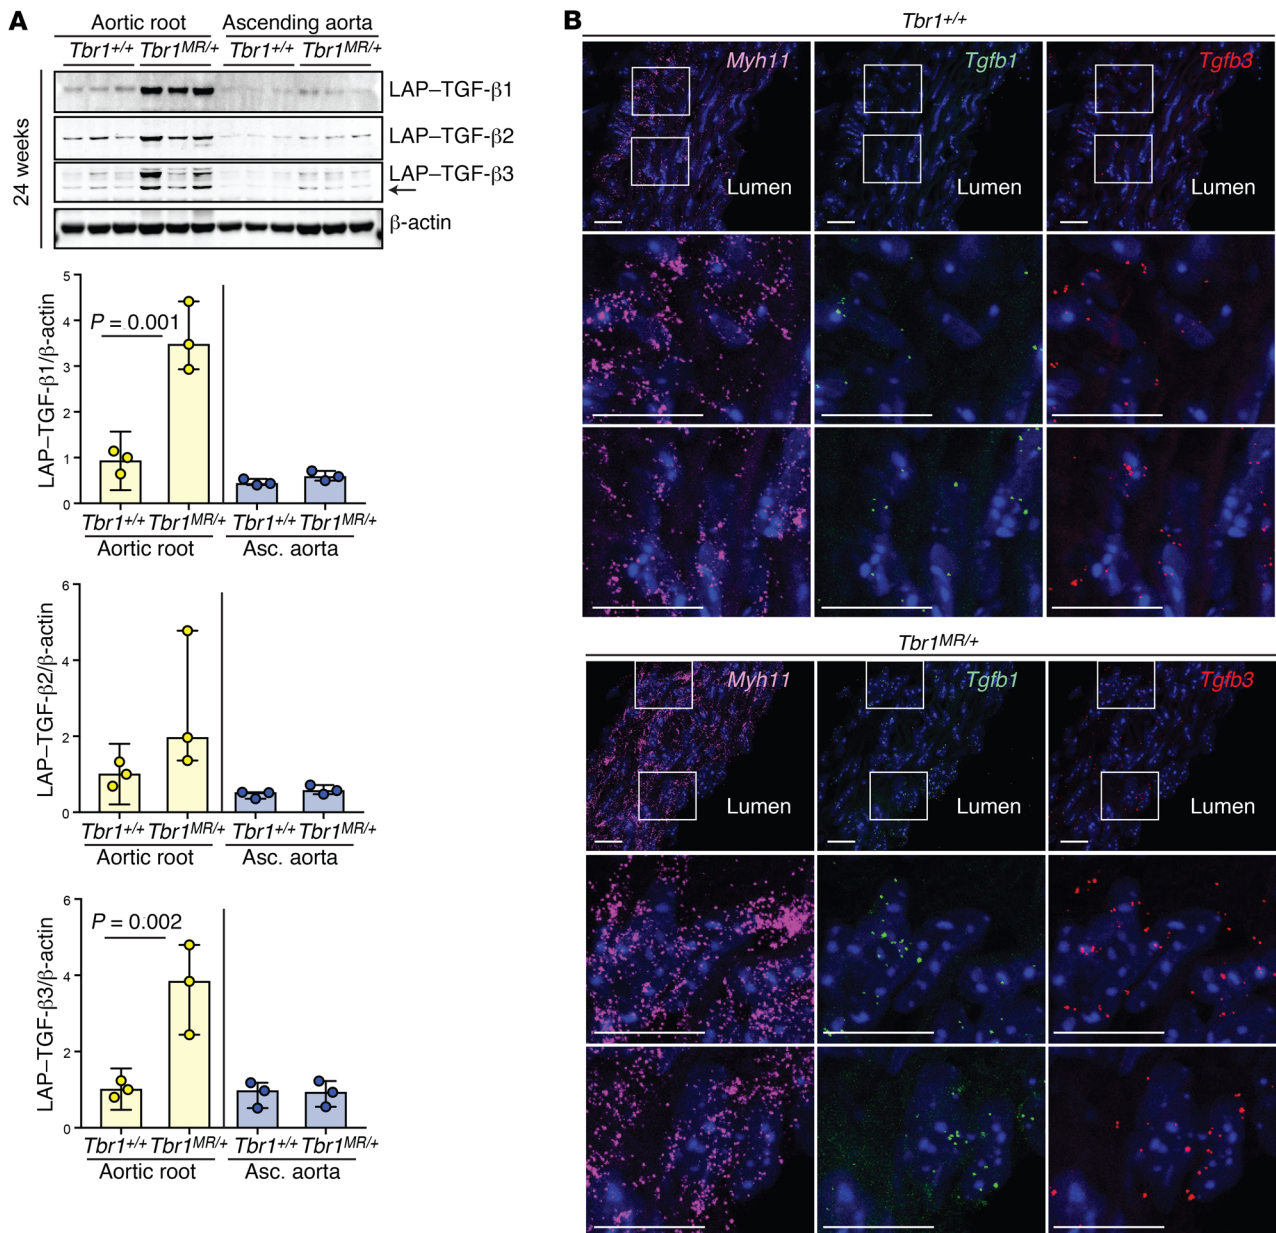 A
Aortic root Ascending aorta
Tbr1+/+ Tbr1MR/+ Tbr1+/+ Tbr1MR/+
24 weeks
LAP–TGF-β1
LAP–TGF-β2
LAP–TGF-β3
β-actin
LAP–TGF-β1/β-actin
5
4
3
2
1
0
P = 0.001
Tbr1+/+ Tbr1MR/+ Tbr1+/+ Tbr1MR/+
Aortic root Asc. aorta
LAP–TGF-β2/β-actin
6
4
2
0
Tbr1+/+ Tbr1MR/+ Tbr1+/+ Tbr1MR/+
Aortic root Asc. aorta
LAP–TGF-β3/β-actin
6
4
2
0
P = 0.002
Tbr1+/+ Tbr1MR/+ Tbr1+/+ Tbr1MR/+
Aortic root Asc. aorta
B
Tbr1+/+
Myh11 Tgfb1 Tgfb3
Lumen Lumen Lumen
Tbr1MR/+
Myh11 Tgfb1 Tgfb3
Lumen Lumen Lumen